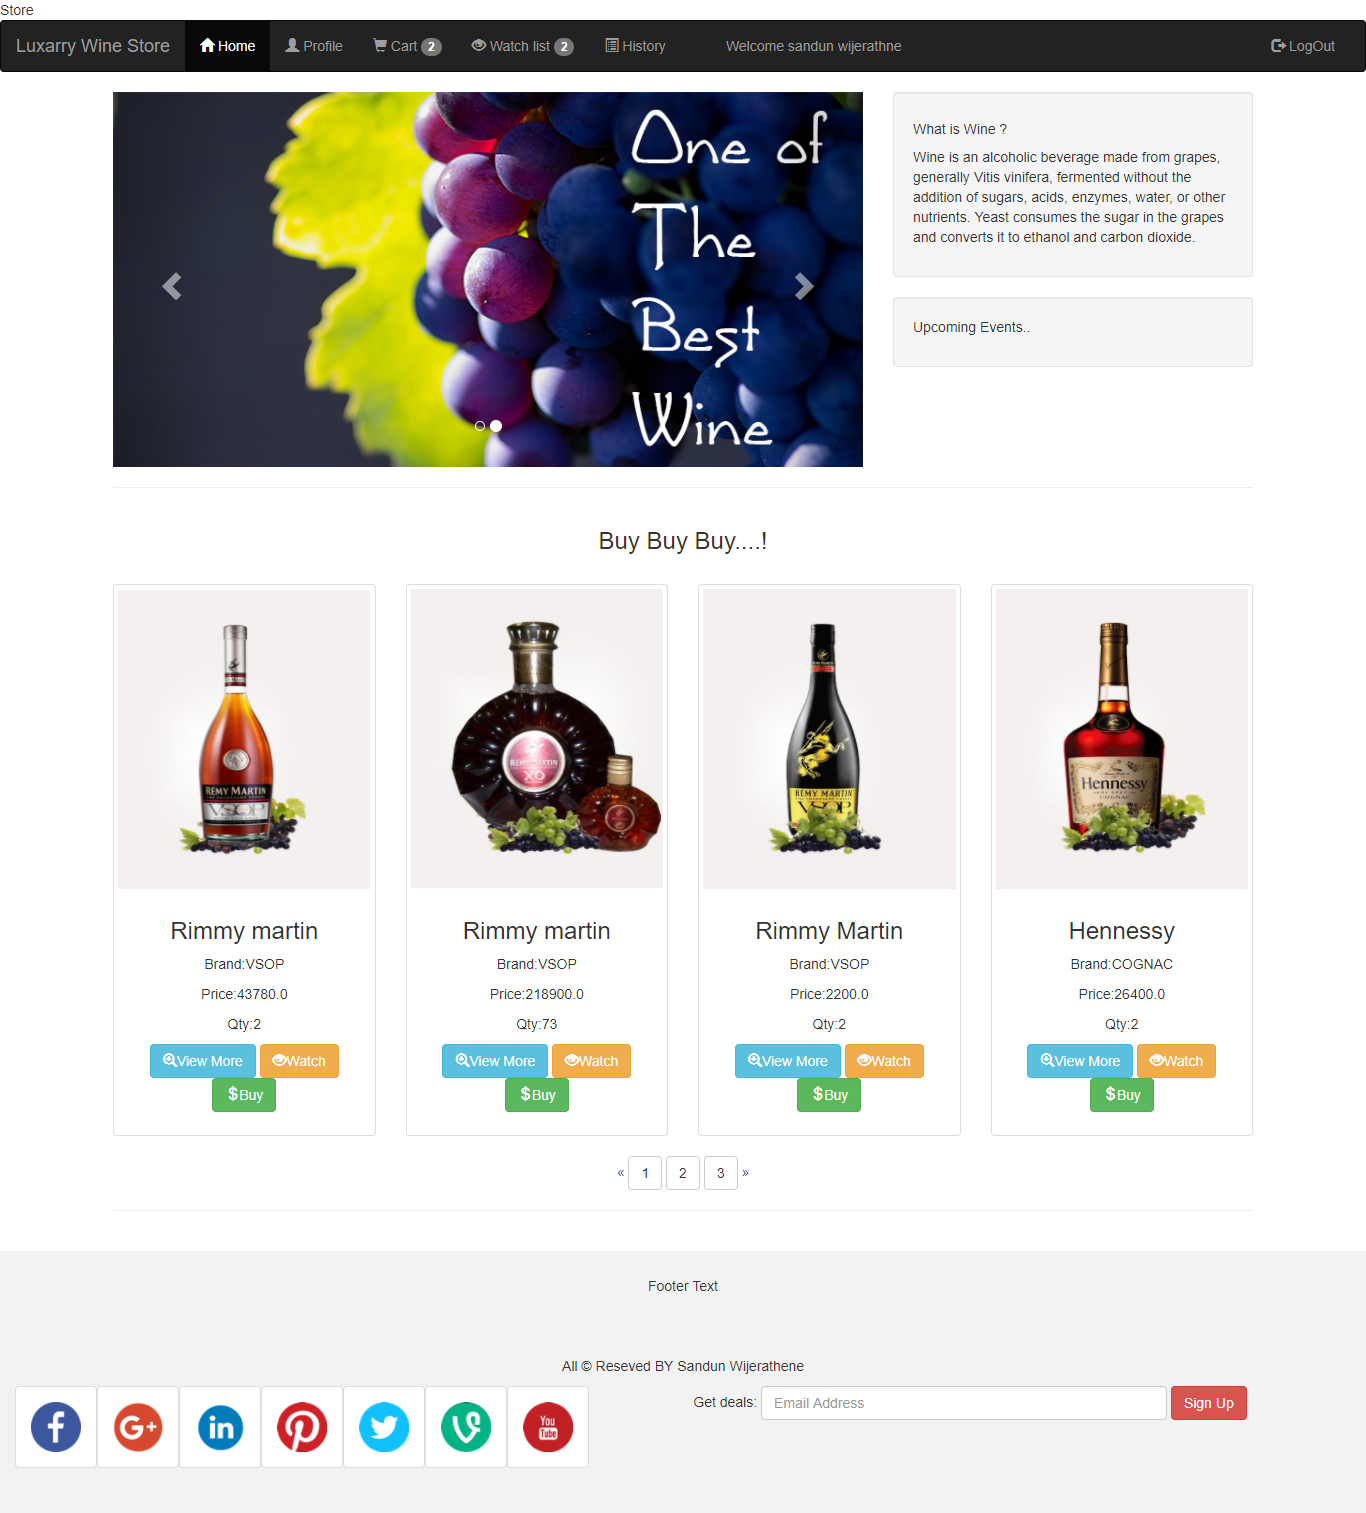 Store
Luxarry Wine Store Home Profile Cart 2 Watch list 2 History Welcome sandun wijerathne LogOut
One of
The
Best
Wine
What is Wine ?
Wine is an alcoholic beverage made from grapes,
generally Vitis vinifera, fermented without the
addition of sugars, acids, enzymes, water, or other
nutrients. Yeast consumes the sugar in the grapes
and converts it to ethanol and carbon dioxide.
Upcoming Events..
Buy Buy Buy....!
REMY MARTIN
VSOP
REMY MARTIN
XO
REMY MARTIN
VSOP
Hennessy
COGNAC
Rimmy martin
Brand:VSOP
Price:43780.0
Qty:2
View More Watch
$Buy
Rimmy martin
Brand:VSOP
Price:218900.0
Qty:73
View More Watch
$Buy
Rimmy Martin
Brand:VSOP
Price:2200.0
Qty:2
View More Watch
$Buy
Hennessy
Brand:COGNAC
Price:26400.0
Qty:2
View More Watch
$Buy
« 1 2 3 »
Footer Text
All © Reseved BY Sandun Wijerathene
f G+ in You Tube
Get deals: Email Address Sign Up